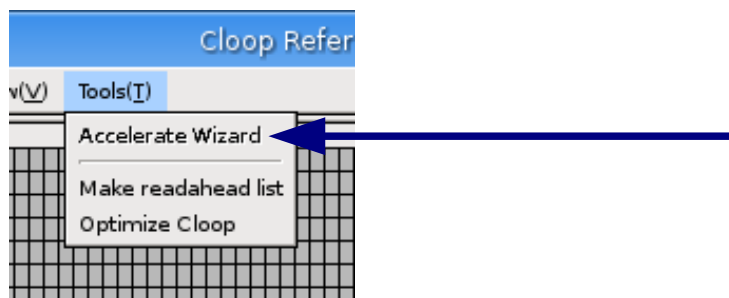 Cloop Refer
w(V) Tools(T)
Accelerate Wizard
Make readahead list
Optimize Cloop